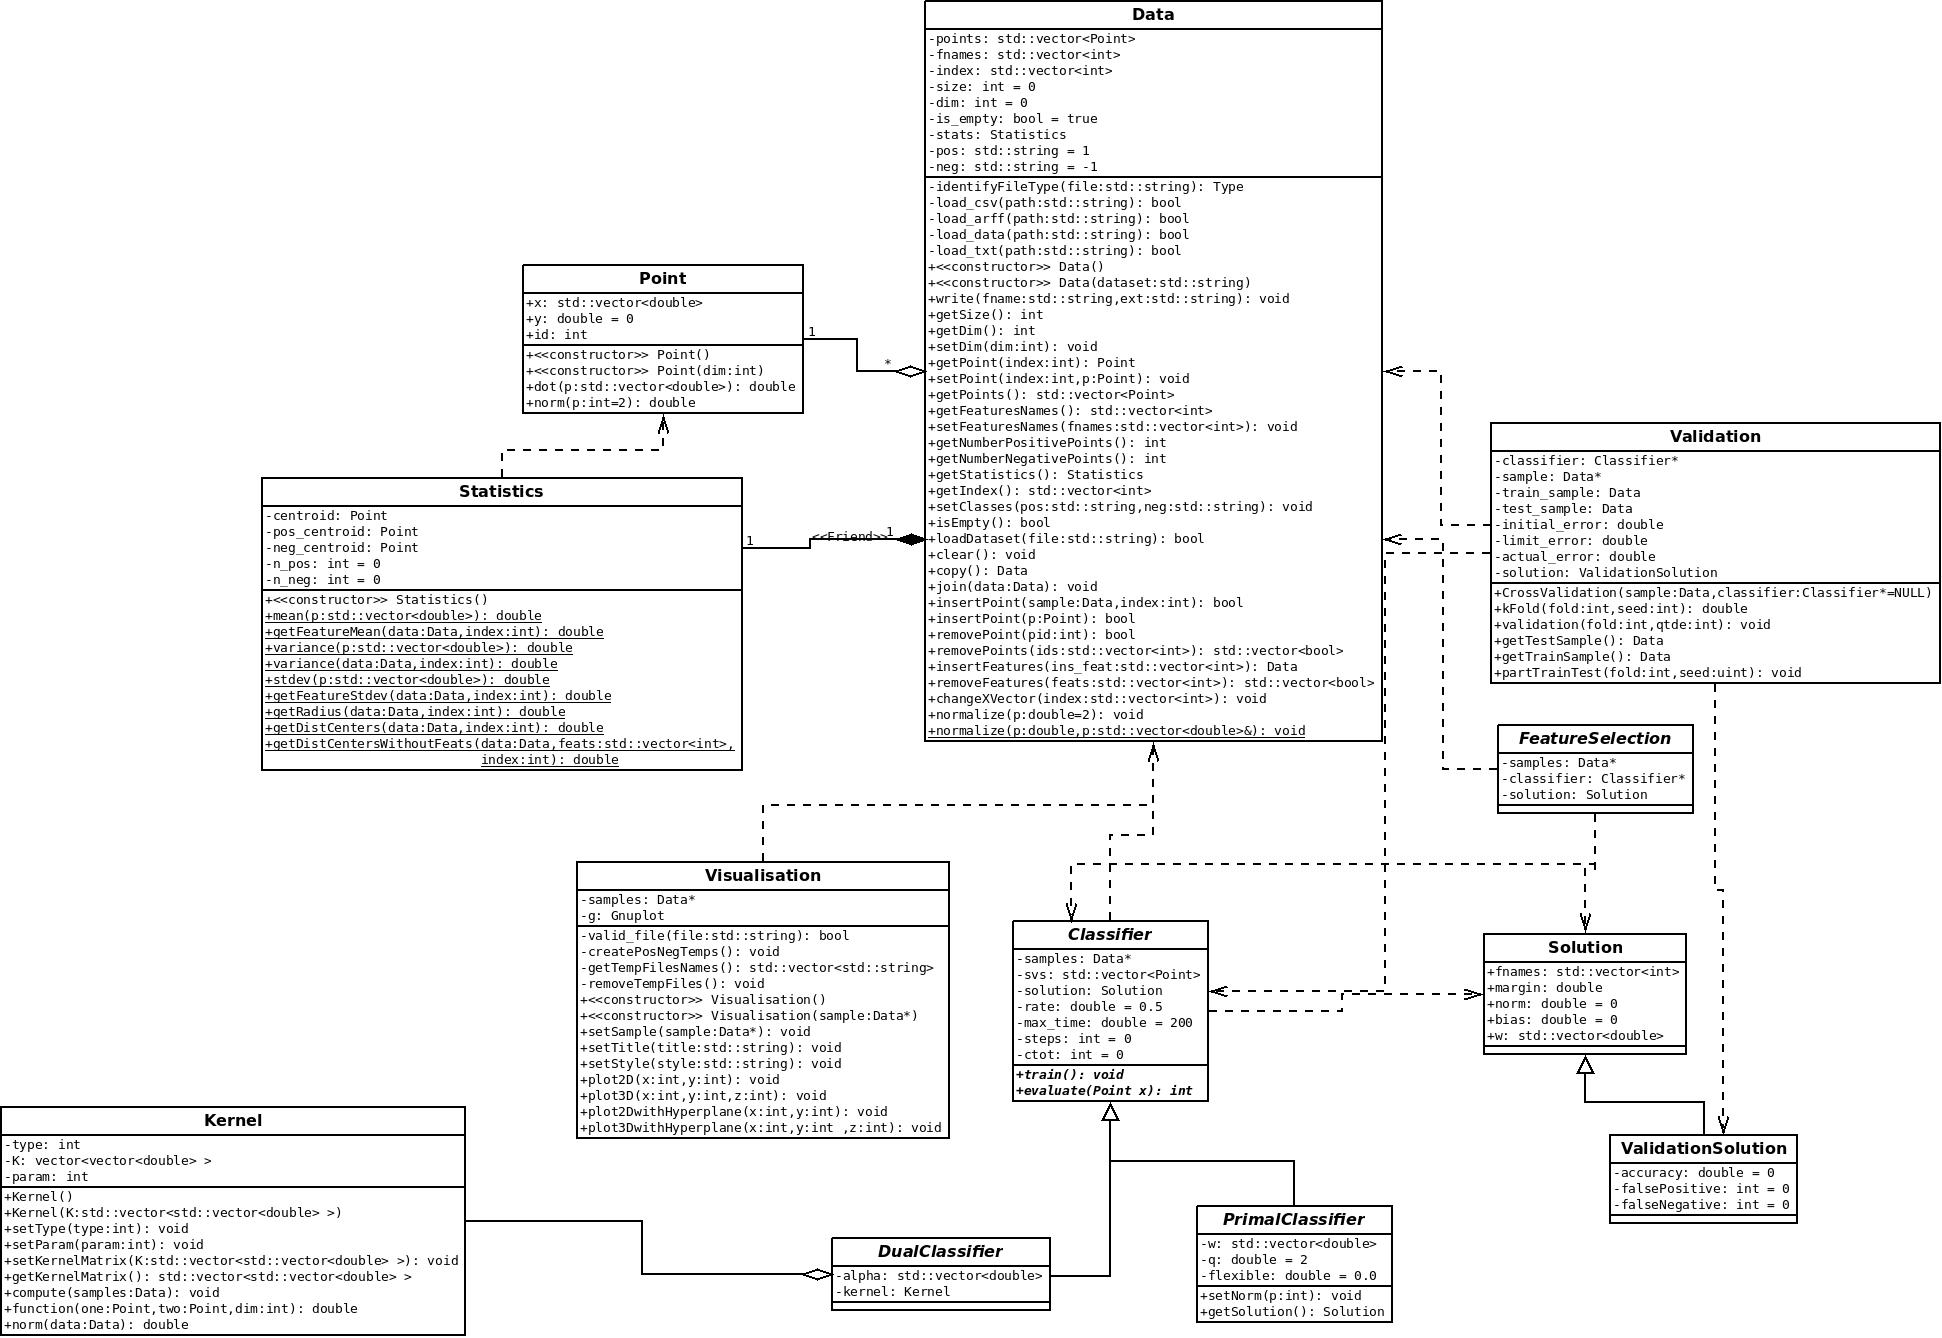 Data
-points: std::vector<Point>
-fnames: std::vector<int>
-index: std::vector<int>
-size: int = 0
-dim: int = 0
-is_empty: bool = true
-stats: Statistics
-pos: std::string = 1
-neg: std::string = -1
-identifyFileType(file:std::string): Type
-load_csv(path:std::string): bool
-load_arff(path:std::string): bool
-load_data(path:std::string): bool
-load_txt(path:std::string): bool
+<<constructor>> Data()
+<<constructor>> Data(dataset:std::string)
+write(fname:std::string,ext:std::string): void
+getSize(): int
+getDim(): int
+setDim(dim:int): void
+getPoint(index:int): Point
+setPoint(index:int,p:Point): void
+getPoints(): std::vector<Point>
+getFeaturesNames(): std::vector<int>
+setFeaturesNames(fnames:std::vector<int>): void
+getNumberPositivePoints(): int
+getNumberNegativePoints(): int
+getStatistics(): Statistics
+getIndex(): std::vector<int>
+setClasses(pos:std::string,neg:std::string): void
+isEmpty(): bool
+loadDataset(file:std::string): bool
+clear(): void
+copy(): Data
+join(data:Data): void
+insertPoint(sample:Data,index:int): bool
+insertPoint(p:Point): bool
+removePoint(pid:int): bool
+removePoints(ids:std::vector<int>): std::vector<bool>
+insertFeatures(ins_feat:std::vector<int>): Data
+removeFeatures(feats:std::vector<int>): std::vector<bool>
+changeXVector(index:std::vector<int>): void
+normalize(p:double=2): void
+normalize(p:double,p:std::vector<double>&): void
Point
+x: std::vector<double>
+y: double = 0
+id: int
+<<constructor>> Point()
+<<constructor>> Point(dim:int)
+dot(p:std::vector<double>): double
+norm(p:int=2): double
1
*
Statistics
-centroid: Point
-pos_centroid: Point
-neg_centroid: Point
-n_pos: int = 0
-n_neg: int = 0
+<<constructor>> Statistics()
+mean(p:std::vector<double>): double
+getFeatureMean(data:Data,index:int): double
+variance(p:std::vector<double>): double
+variance(data:Data,index:int): double
+stdev(p:std::vector<double>): double
+getFeatureStdev(data:Data,index:int): double
+getRadius(data:Data,index:int): double
+getDistCenters(data:Data,index:int): double
+getDistCentersWithoutFeats(data:Data,feats:std::vector<int>,
index:int): double
1
<<Friend>>
1
Validation
-classifier: Classifier*
-sample: Data*
-train_sample: Data
-test_sample: Data
-initial_error: double
-limit_error: double
-actual_error: double
-solution: ValidationSolution
+CrossValidation(sample:Data,classifier:Classifier*=NULL)
+kFold(fold:int,seed:int): double
+validation(fold:int,qtde:int): void
+getTestSample(): Data
+getTrainSample(): Data
+partTrainTest(fold:int,seed:uint): void
FeatureSelection
-samples: Data*
-classifier: Classifier*
-solution: Solution
Visualisation
-samples: Data*
-g: Gnuplot
-valid_file(file:std::string): bool
-createPosNegTemps(): void
-getTempFilesNames(): std::vector<std::string>
-removeTempFiles(): void
+<<constructor>> Visualisation()
+<<constructor>> Visualisation(sample:Data*)
+setSample(sample:Data*): void
+setTitle(title:std::string): void
+setStyle(style:std::string): void
+plot2D(x:int,y:int): void
+plot3D(x:int,y:int,z:int): void
+plot2DwithHyperplane(x:int,y:int): void
+plot3DwithHyperplane(x:int,y:int ,z:int): void
Classifier
-samples: Data*
-svs: std::vector<Point>
-solution: Solution
-rate: double = 0.5
-max_time: double = 200
-steps: int = 0
-ctot: int = 0
+train(): void
+evaluate(Point x): int
Solution
+fnames: std::vector<int>
+margin: double
+norm: double = 0
+bias: double = 0
+w: std::vector<double>
Kernel
-type: int
-K: vector<vector<double> >
-param: int
+Kernel()
+Kernel(K:std::vector<std::vector<double> >)
+setType(type:int): void
+setParam(param:int): void
+setKernelMatrix(K:std::vector<std::vector<double> >): void
+getKernelMatrix(): std::vector<std::vector<double> >
+compute(samples:Data): void
+function(one:Point,two:Point,dim:int): double
+norm(data:Data): double
DualClassifier
-alpha: std::vector<double>
-kernel: Kernel
PrimalClassifier
-w: std::vector<double>
-q: double = 2
-flexible: double = 0.0
+setNorm(p:int): void
+getSolution(): Solution
ValidationSolution
-accuracy: double = 0
-falsePositive: int = 0
-falseNegative: int = 0